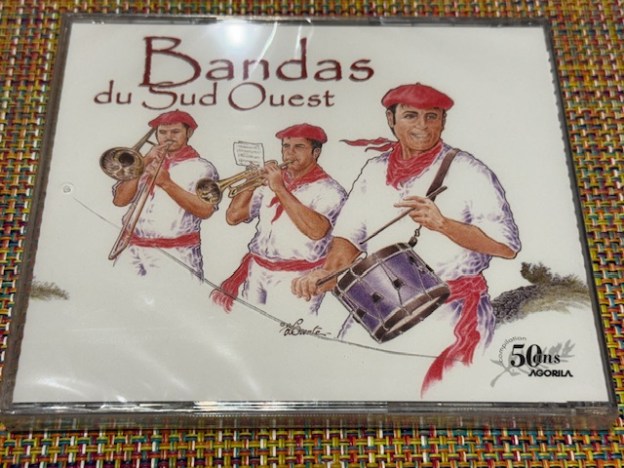 Bandas
du Sud Ouest
50 ans
AGORILA